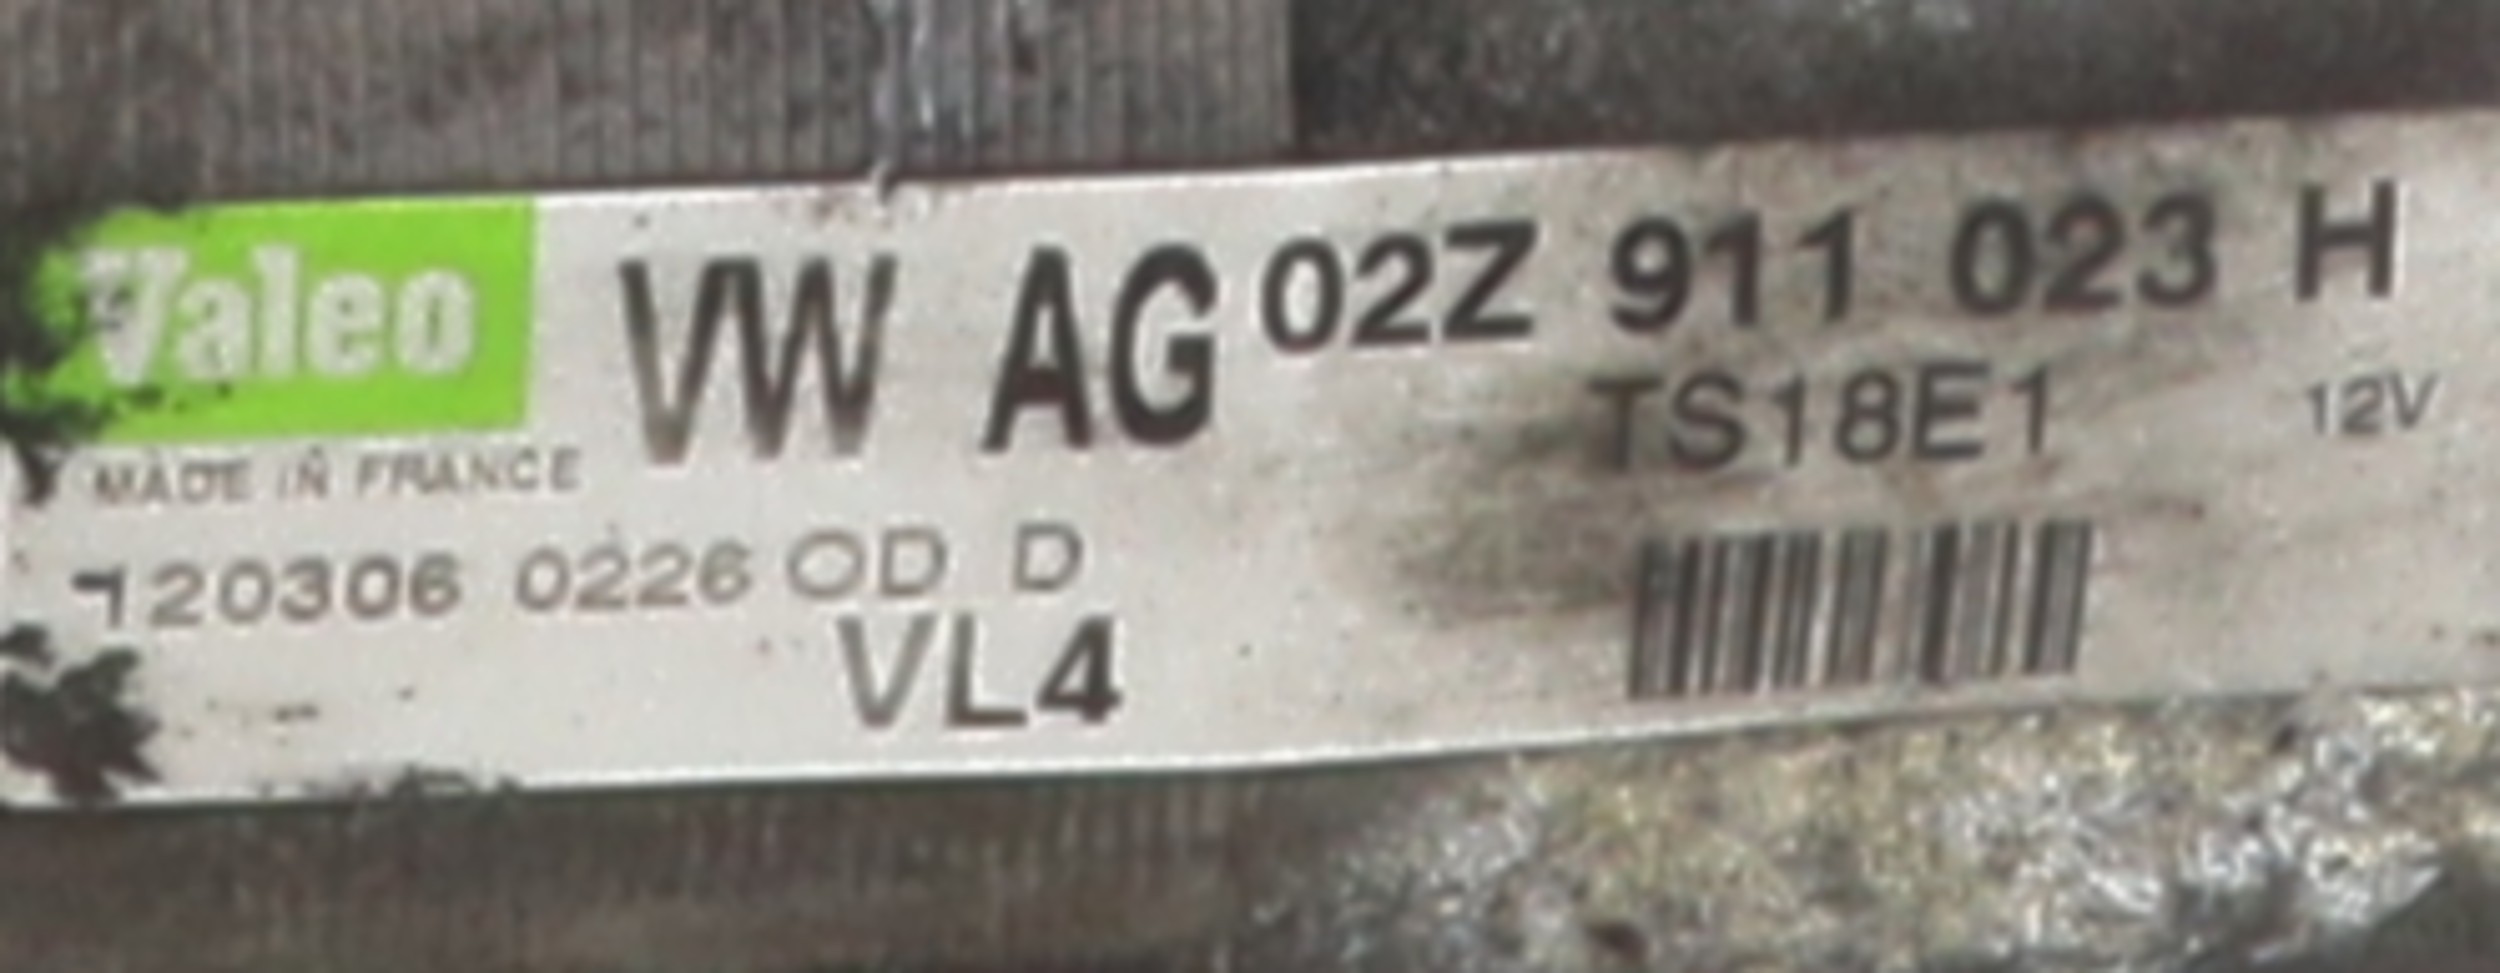 Valeo VW AG 02Z 911 023 H
TS18E1 12V
MADE IN FRANCE
120306 0226 OD D
VL4